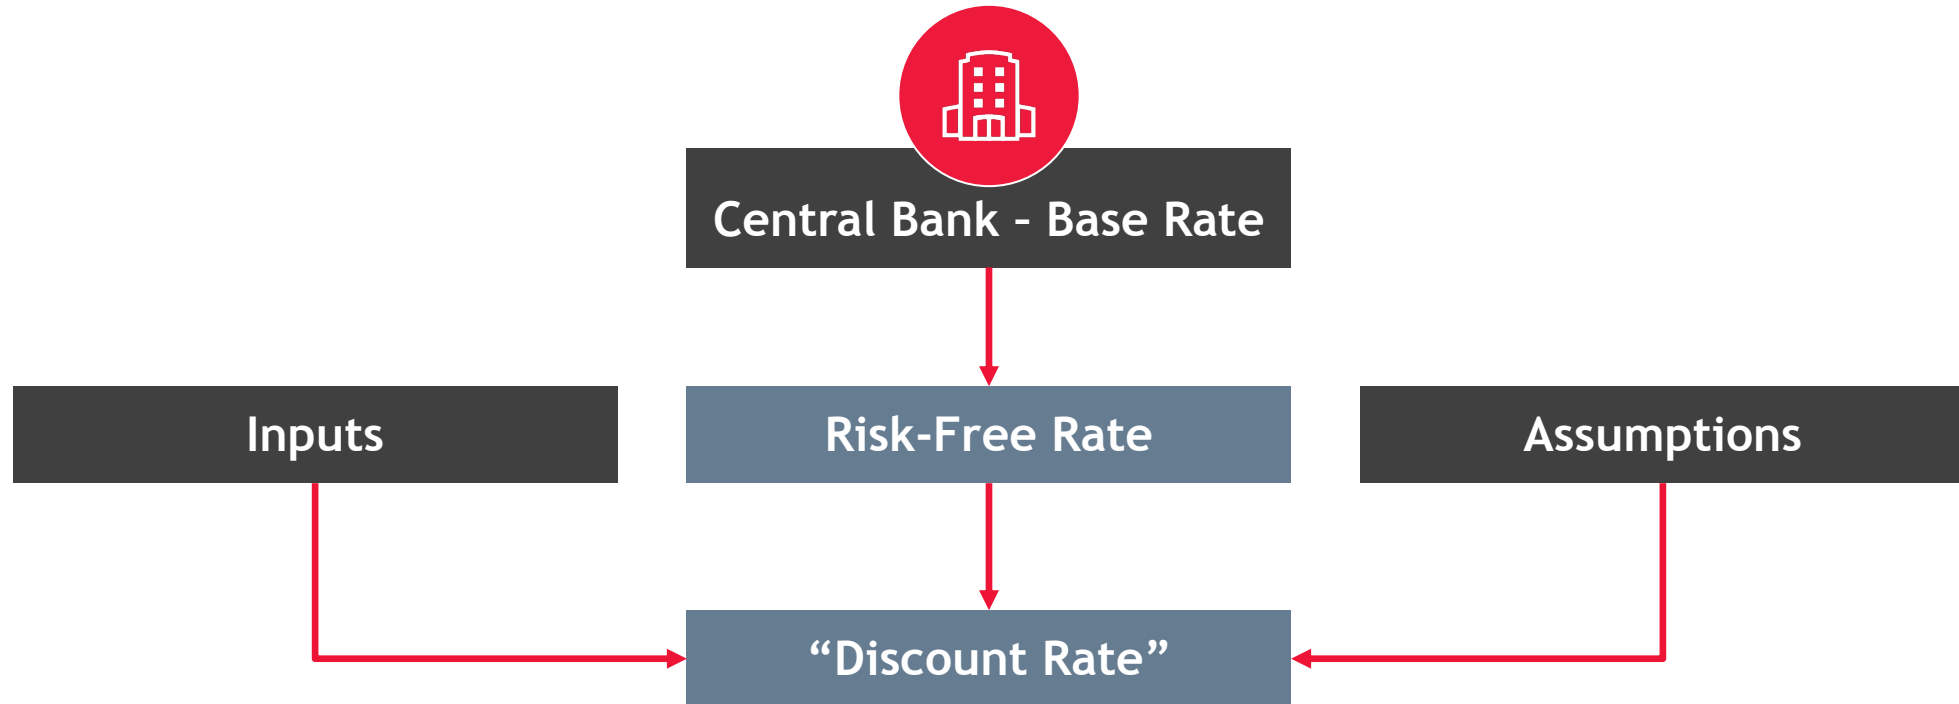 Central Bank – Base Rate
Inputs
Risk-Free Rate
Assumptions
“Discount Rate”